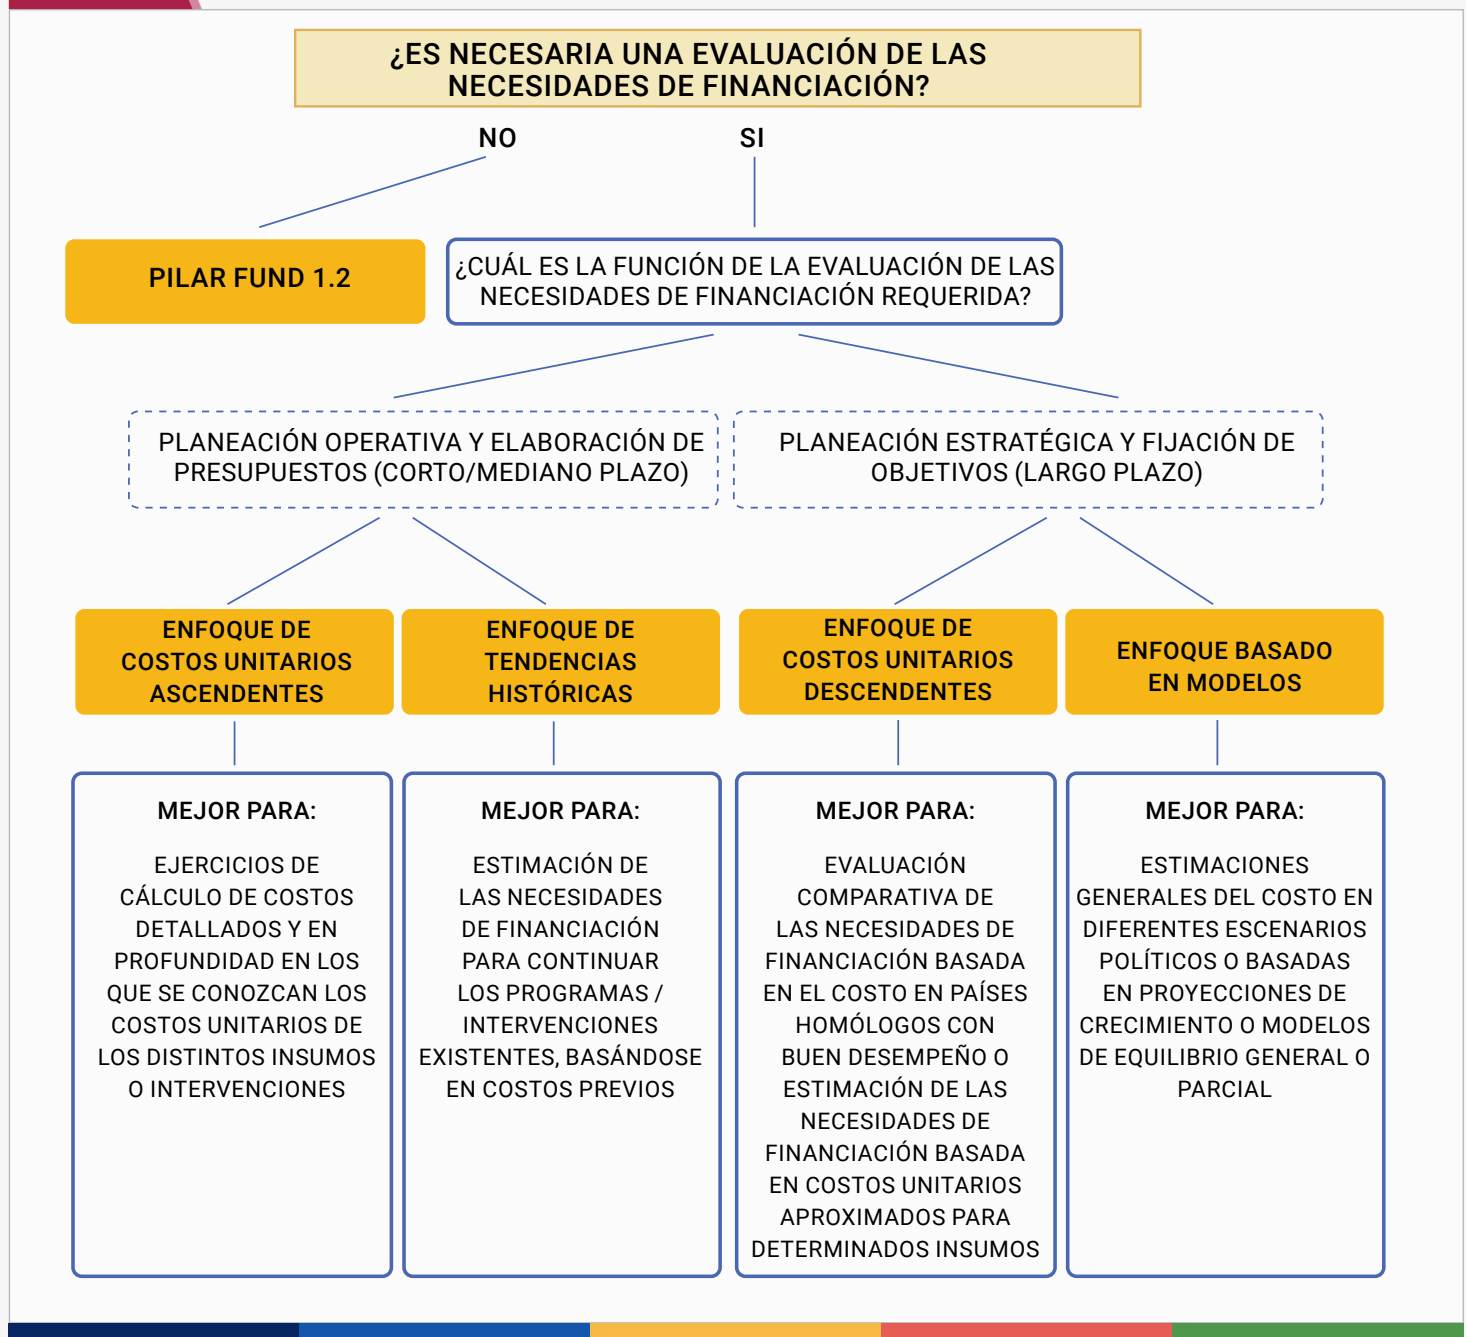 ¿ES NECESARIA UNA EVALUACIÓN DE LAS
NECESIDADES DE FINANCIACIÓN?
NO
SI
PILAR FUND 1.2
¿CUÁL ES LA FUNCIÓN DE LA EVALUACIÓN DE LAS
NECESIDADES DE FINANCIACIÓN REQUERIDA?
PLANEACIÓN OPERATIVA Y ELABORACIÓN DE
PRESUPUESTOS (CORTO/MEDIANO PLAZO)
PLANEACIÓN ESTRATÉGICA Y FIJACIÓN DE
OBJETIVOS (LARGO PLAZO)
ENFOQUE DE
COSTOS UNITARIOS
ASCENDENTES
ENFOQUE DE
TENDENCIAS
HISTÓRICAS
ENFOQUE DE
COSTOS UNITARIOS
DESCENDENTES
ENFOQUE BASADO
EN MODELOS
MEJOR PARA:
EJERCICIOS DE
CÁLCULO DE COSTOS
DETALLADOS Y EN
PROFUNDIDAD EN LOS
QUE SE CONOZCAN LOS
COSTOS UNITARIOS DE
LOS DISTINTOS INSUMOS
O INTERVENCIONES
MEJOR PARA:
ESTIMACIÓN DE
LAS NECESIDADES
DE FINANCIACIÓN
PARA CONTINUAR
LOS PROGRAMAS /
INTERVENCIONES
EXISTENTES, BASÁNDOSE
EN COSTOS PREVIOS
MEJOR PARA:
EVALUACIÓN
COMPARATIVA DE
LAS NECESIDADES DE
FINANCIACIÓN BASADA
EN EL COSTO EN PAÍSES
HOMÓLOGOS CON
BUEN DESEMPEÑO O
ESTIMACIÓN DE LAS
NECESIDADES DE
FINANCIACIÓN BASADA
EN COSTOS UNITARIOS
APROXIMADOS PARA
DETERMINADOS INSUMOS
MEJOR PARA:
ESTIMACIONES
GENERALES DEL COSTO EN
DIFERENTES ESCENARIOS
POLÍTICOS O BASADAS
EN PROYECCIONES DE
CRECIMIENTO O MODELOS
DE EQUILIBRIO GENERAL O
PARCIAL